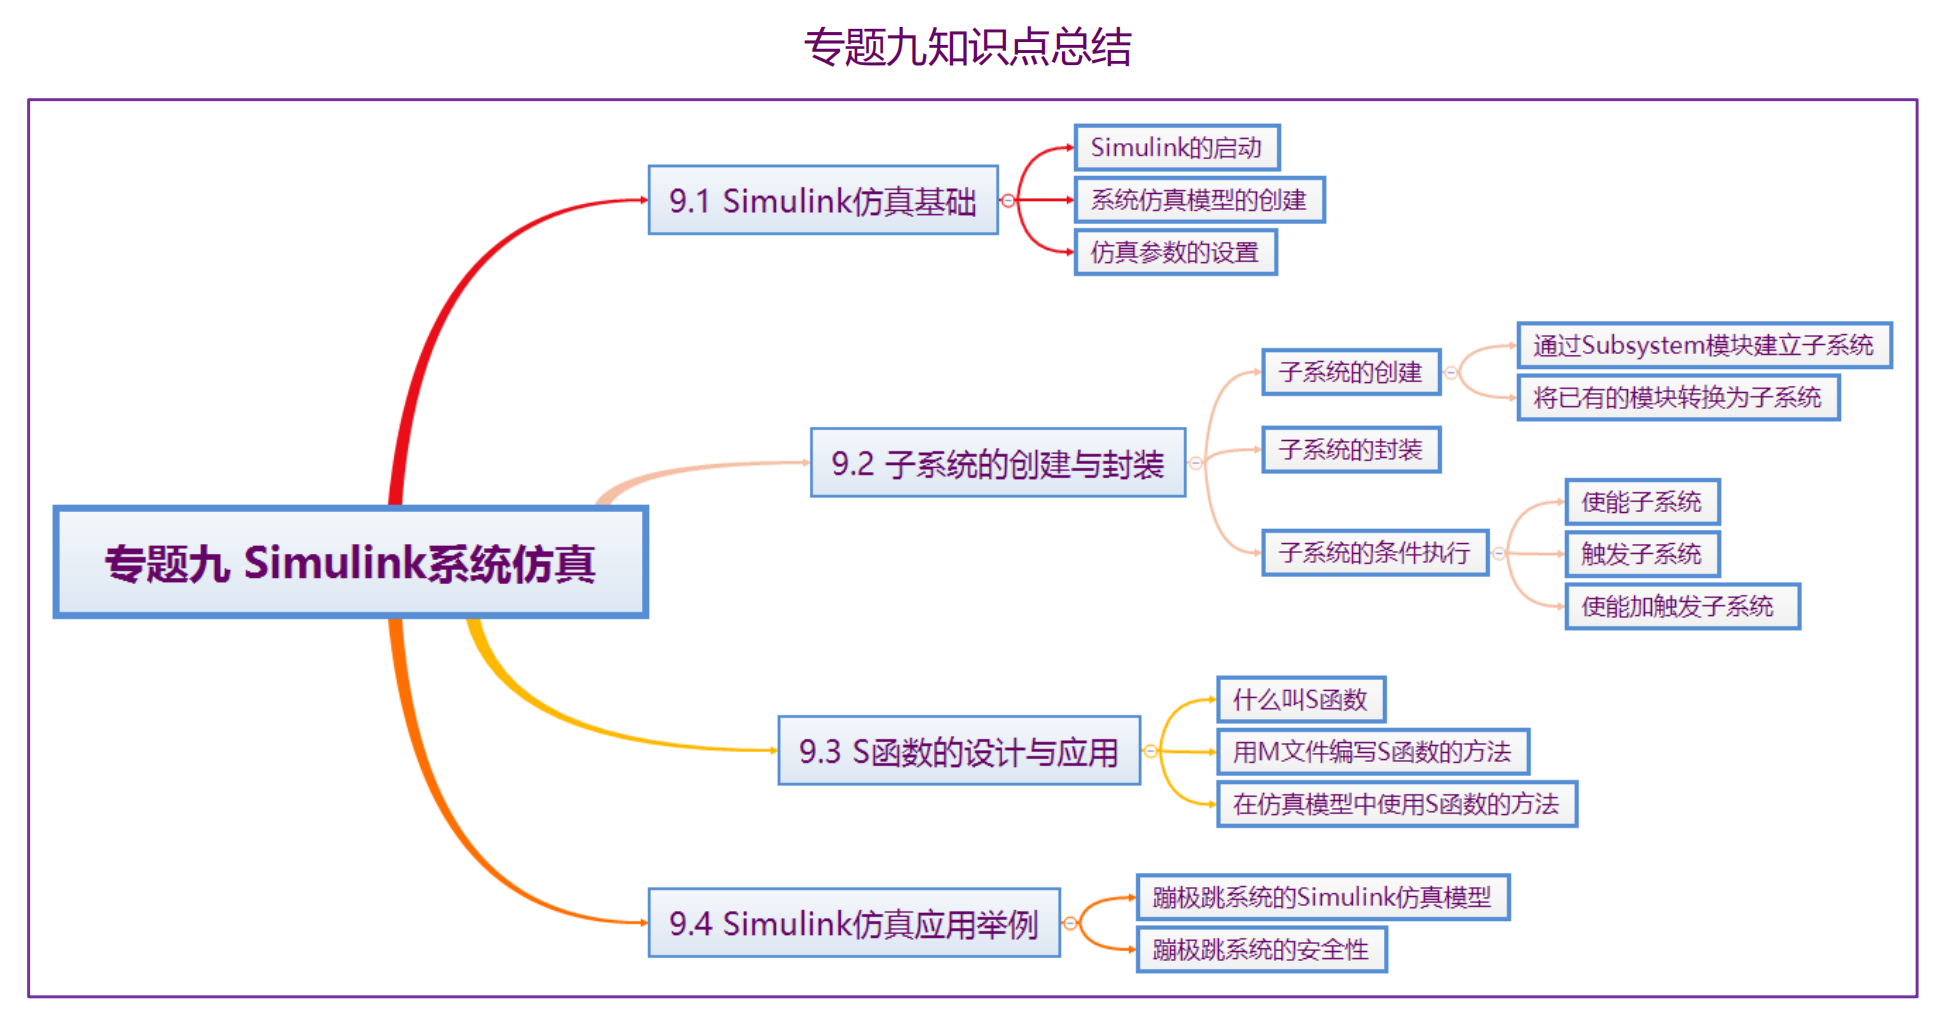 专题九知识点总结
专题九 Simulink系统仿真
9.1 Simulink仿真基础
Simulink的启动
系统仿真模型的创建
仿真参数的设置
9.2 子系统的创建与封装
子系统的创建
通过Subsystem模块建立子系统
将已有的模块转换为子系统
子系统的封装
子系统的条件执行
使能子系统
触发子系统
使能加触发子系统
9.3 S函数的设计与应用
什么叫S函数
用M文件编写S函数的方法
在仿真模型中使用S函数的方法
9.4 Simulink仿真应用举例
蹦极跳系统的Simulink仿真模型
蹦极跳系统的安全性